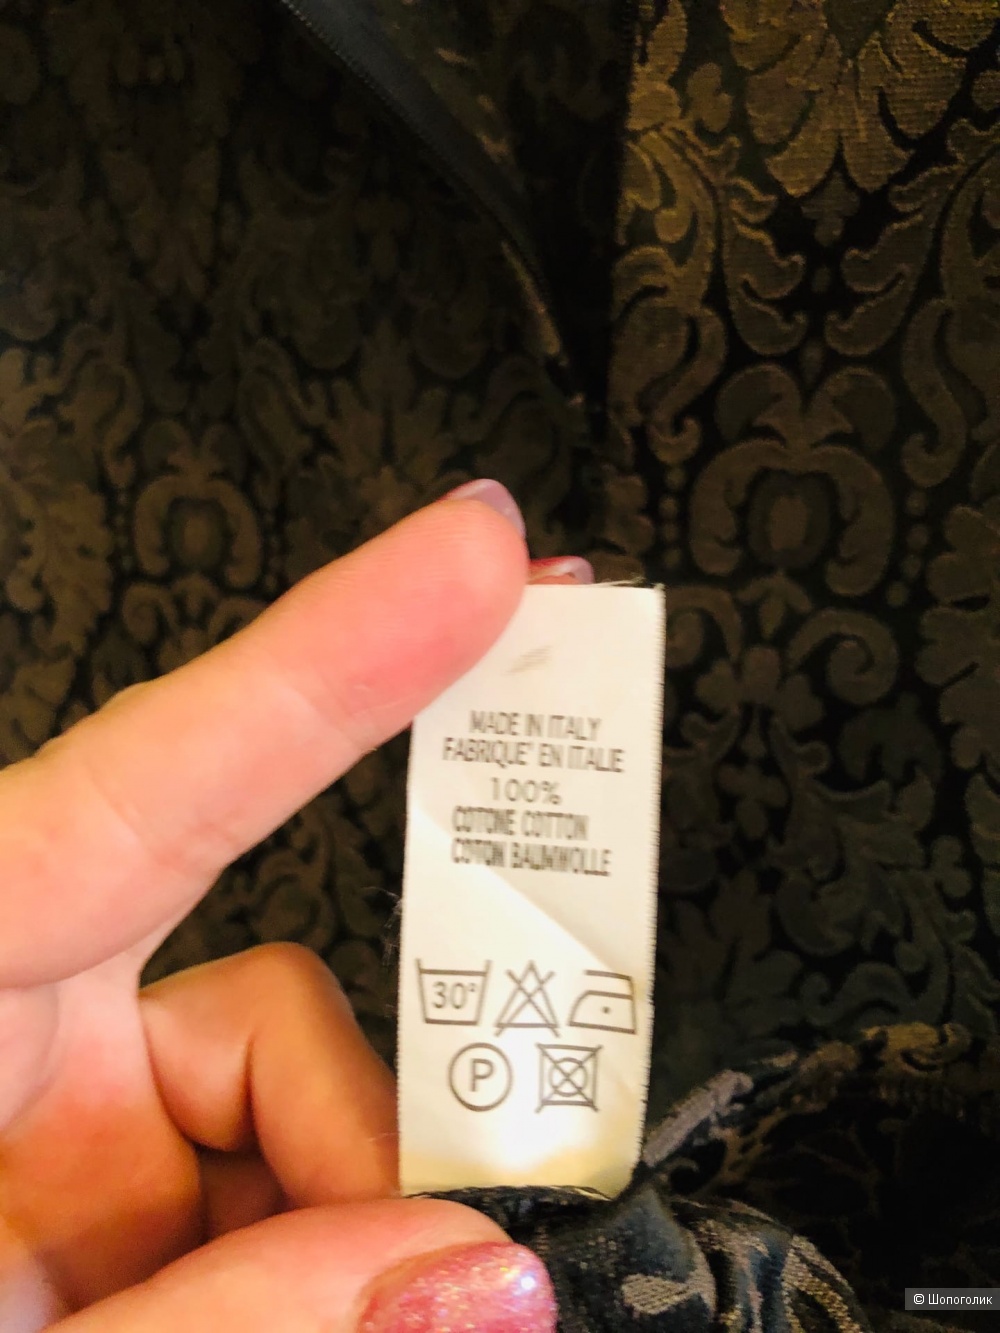 MADE IN ITALY
FABRIQUE' EN ITALIE
100%
COTONE COTTON
COTON BAUMWOLLE
30°
P
© Шопоголик